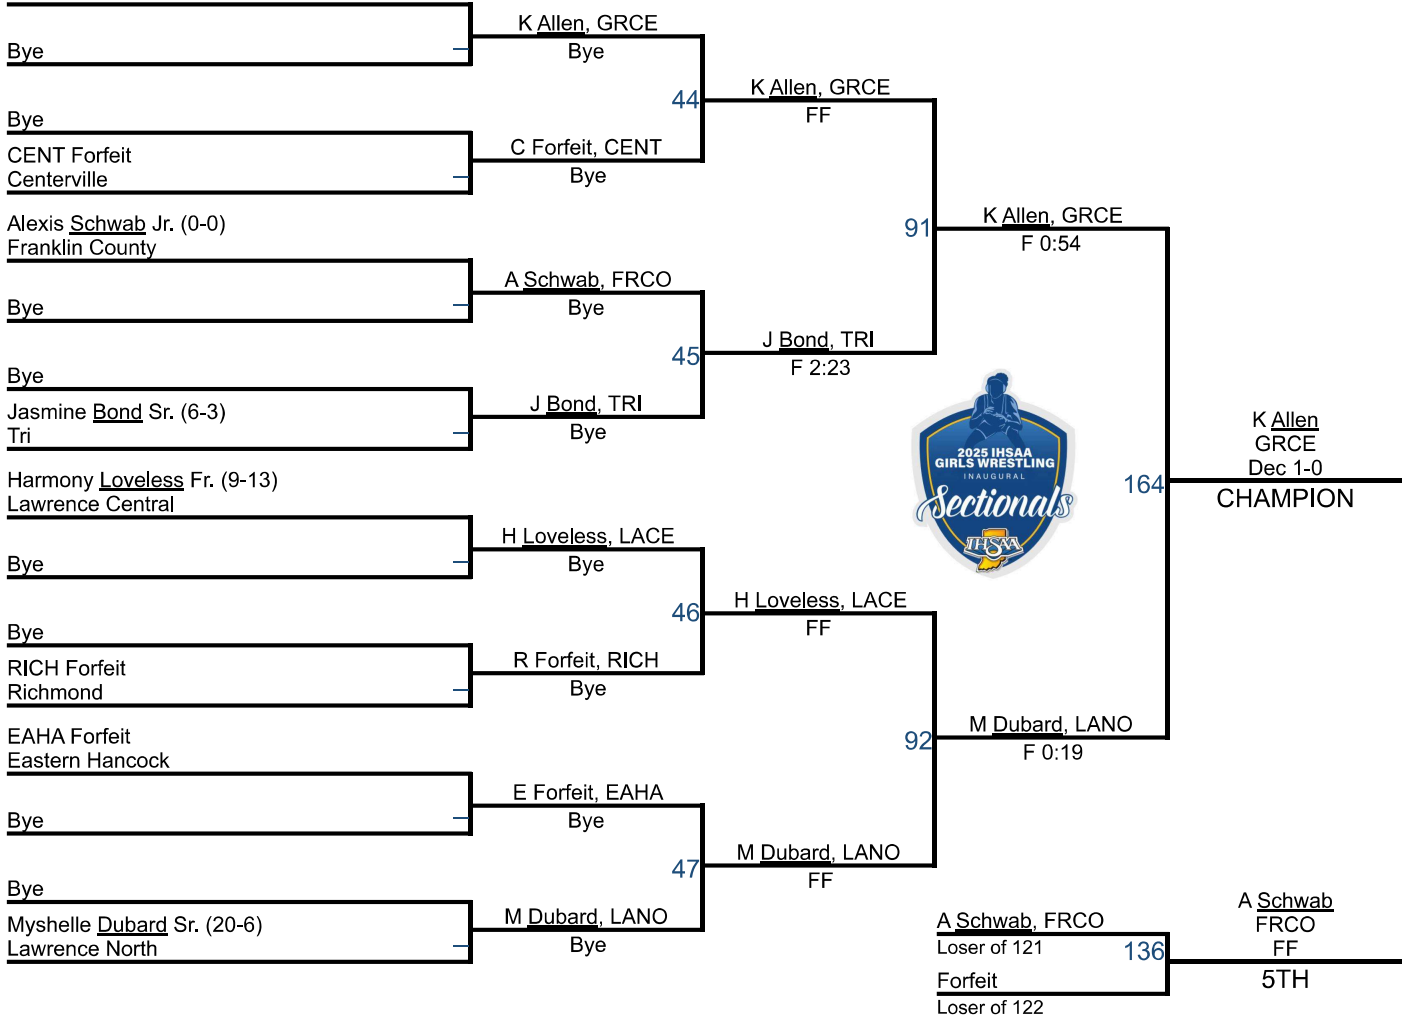 Bye
Bye
CENT Forfeit
Centerville
Alexis Schwab Jr. (0-0)
Franklin County
Bye
Bye
Jasmine Bond Sr. (6-3)
Tri
Harmony Loveless Fr. (9-13)
Lawrence Central
Bye
Bye
RICH Forfeit
Richmond
EAHA Forfeit
Eastern Hancock
Bye
Bye
Myshelle Dubard Sr. (20-6)
Lawrence North
K Allen, GRCE
Bye
44
C Forfeit, CENT
Bye
A Schwab, FRCO
Bye
45
J Bond, TRI
Bye
H Loveless, LACE
Bye
46
R Forfeit, RICH
Bye
E Forfeit, EAHA
Bye
47
M Dubard, LANO
Bye
K Allen, GRCE
FF
91
J Bond, TRI
F 2:23
H Loveless, LACE
FF
92
M Dubard, LANO
FF
K Allen, GRCE
F 0:54
2025 IHSAA
GIRLS WRESTLING
INAUGURAL
Sectionals
IHSAA
164
M Dubard, LANO
F 0:19
K Allen
GRCE
Dec 1-0
CHAMPION
A Schwab, FRCO
Loser of 121
136
Forfeit
Loser of 122
A Schwab
FRCO
FF
5TH